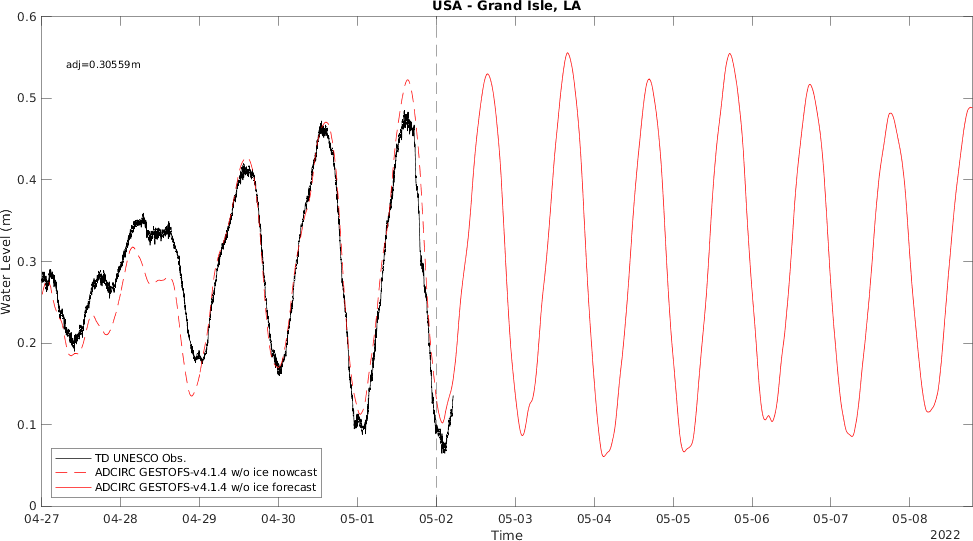 USA - Grand Isle, LA
adj=0.30559m
Water Level (m)
0.6
0.5
0.4
0.3
0.2
0.1
0
TD UNESCO Obs.
ADCIRC GESTOFS-v4.1.4 w/o ice nowcast
ADCIRC GESTOFS-v4.1.4 w/o ice forecast
04-27 04-28 04-29 04-30 05-01 05-02 05-03 05-04 05-05 05-06 05-07 05-08
Time
2022